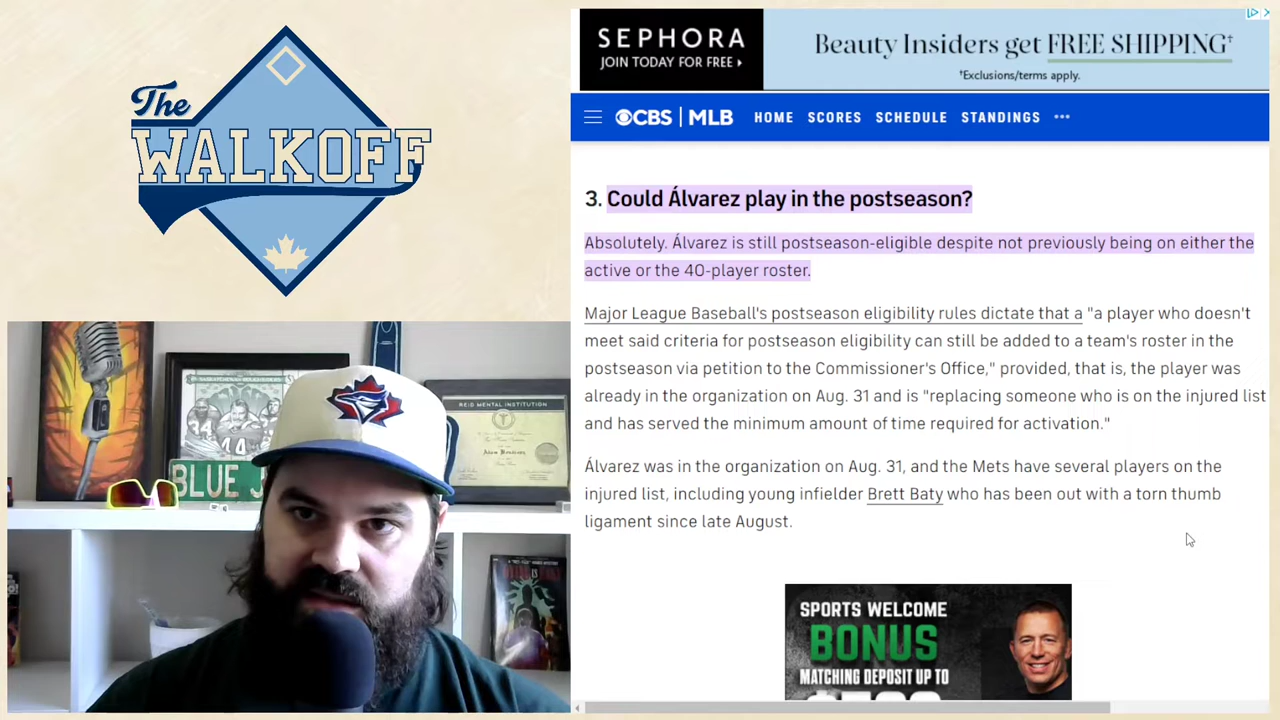 The
WALKOFF
SEPHORA
JOIN TODAY FOR FREE
Beauty Insiders get FREE SHIPPING†
†Exclusions/terms apply.
CBS | MLB HOME SCORES SCHEDULE STANDINGS •••
3. Could Álvarez play in the postseason?
Absolutely. Álvarez is still postseason-eligible despite not previously being on either the
active or the 40-player roster.
Major League Baseball's postseason eligibility rules dictate that a "a player who doesn't
meet said criteria for postseason eligibility can still be added to a team's roster in the
postseason via petition to the Commissioner's Office," provided, that is, the player was
already in the organization on Aug. 31 and is "replacing someone who is on the injured list
and has served the minimum amount of time required for activation."
Álvarez was in the organization on Aug. 31, and the Mets have several players on the
injured list, including young infielder Brett Baty who has been out with a torn thumb
ligament since late August.
SPORTS WELCOME
BONUS
MATCHING DEPOSIT UP TO
BLUE J
44
34
REID MENTAL INSTITUTION